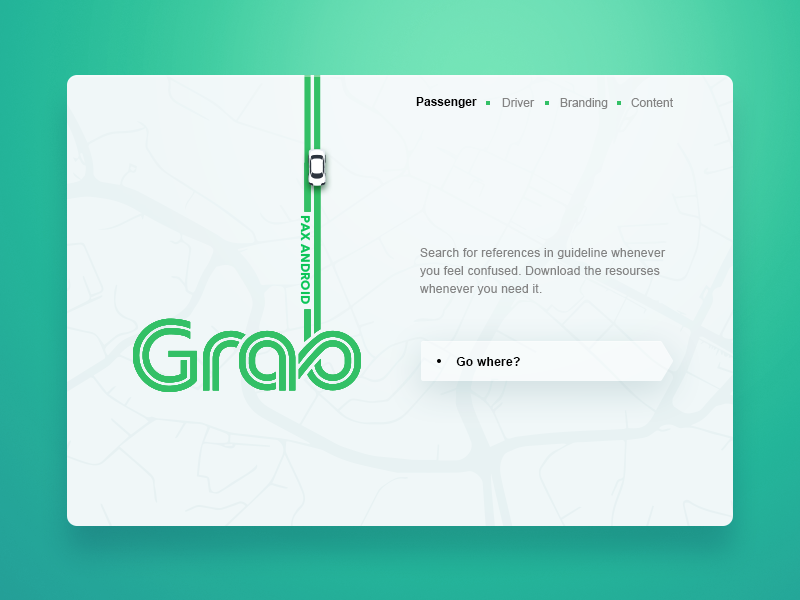 Passenger Driver Branding Content
PAX ANDROID
Grab
Search for references in guideline whenever
you feel confused. Download the resourses
whenever you need it.
Go where?